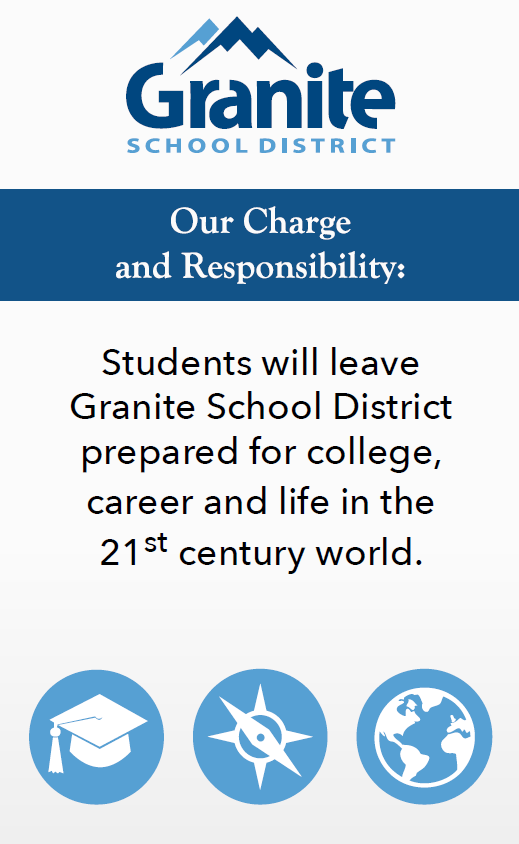 Granite
SCHOOL DISTRICT
Our Charge
and Responsibility:
Students will leave
Granite School District
prepared for college,
career and life in the
21st century world.